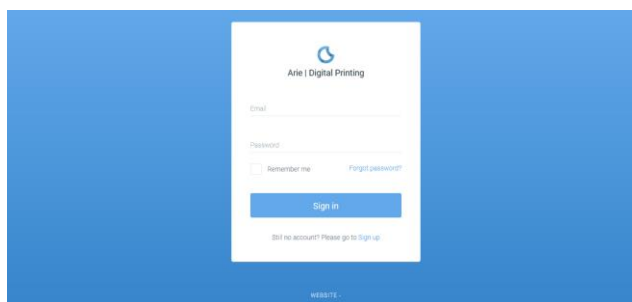 Arie | Digital Printing
Email
Password
Remember me Forgot password?
Sign in
Still no account? Please go to Sign up.
WEBSITE -